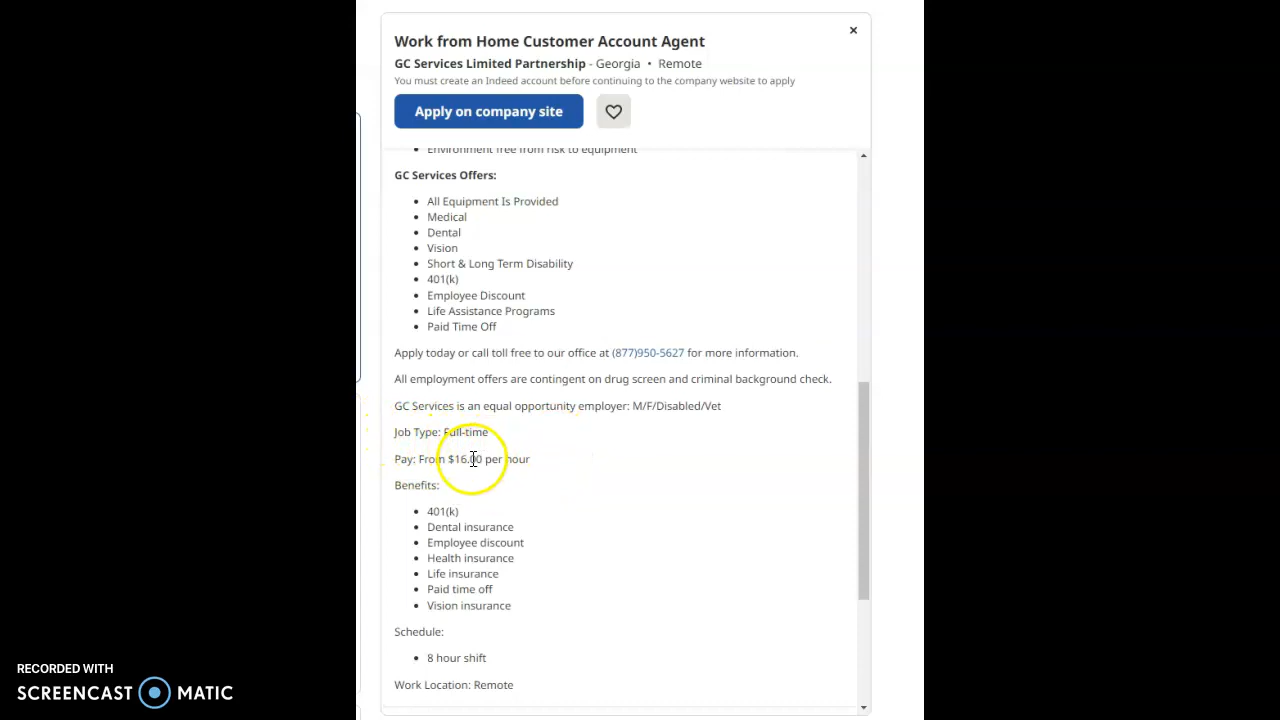 Work from Home Customer Account Agent
GC Services Limited Partnership - Georgia • Remote
You must create an Indeed account before continuing to the company website to apply
Apply on company site
Environment free from risk to equipment
GC Services Offers:
• All Equipment Is Provided
• Medical
• Dental
• Vision
• Short & Long Term Disability
• 401(k)
• Employee Discount
• Life Assistance Programs
• Paid Time Off
Apply today or call toll free to our office at (877)950-5627 for more information.
All employment offers are contingent on drug screen and criminal background check.
GC Services is an equal opportunity employer: M/F/Disabled/Vet
Job Type: Full-time
Pay: From $16.00 per hour
Benefits:
• 401(k)
• Dental insurance
• Employee discount
• Health insurance
• Life insurance
• Paid time off
• Vision insurance
Schedule:
• 8 hour shift
Work Location: Remote
RECORDED WITH
SCREENCAST MATIC